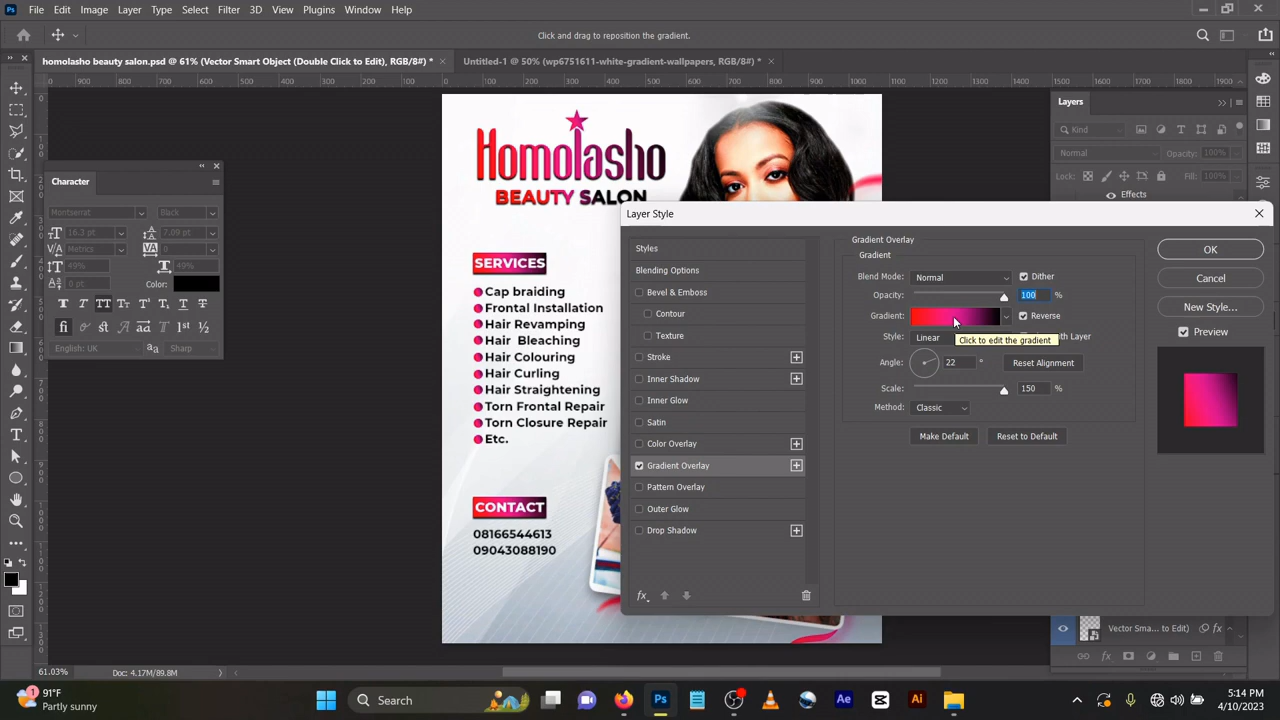 Ps File Edit Image Layer Type Select Filter 3D View Plugins Window Help
Click and drag to reposition the gradient.
homolasho beauty salon.psd @ 61% (Vector Smart Object (Double Click to Edit), RGB/8#) *
Untitled-1 @ 50% (wp6751611-white-gradient-wallpapers, RGB/8#) *
Character
Montserrat Black
16.3 pt 7.09 pt
Metrics 0
49% 49%
0 pt Color:
English: UK Sharp
Homolasho
BEAUTY SALON
SERVICES
Cap braiding
Frontal Installation
Hair Revamping
Hair Bleaching
Hair Colouring
Hair Curling
Hair Straightening
Torn Frontal Repair
Torn Closure Repair
Etc.
CONTACT
08166544613
09043088190
Layers
Kind
Normal Opacity: 100%
Lock: Fill: 100%
Effects
Layer Style
Styles
Blending Options
Bevel & Emboss
Contour
Texture
Stroke
Inner Shadow
Inner Glow
Satin
Color Overlay
Gradient Overlay
Pattern Overlay
Outer Glow
Drop Shadow
fx
Gradient Overlay
Gradient
Blend Mode: Normal Dither
Opacity: 100 %
Gradient: Reverse
Style: Linear Layer
Click to edit the gradient
Angle: 22 ° Reset Alignment
Scale: 150 %
Method: Classic
Make Default Reset to Default
OK
Cancel
New Style...
Preview
Vector Sma... to Edit) fx
61.03% Doc: 4.17M/89.8M
91°F
Partly sunny
Search
Ps
Ae
Ai
5:14 PM
4/10/2023